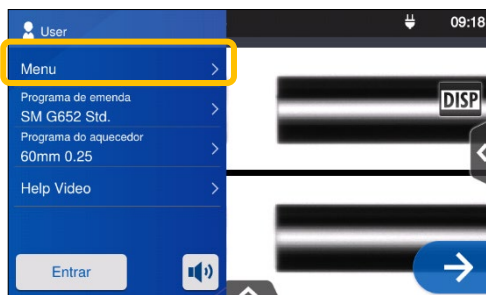 User
09:18
Menu
Programa de emenda
SM G652 Std.
DISP
Programa do aquecedor
60mm 0.25
Help Video
Entrar